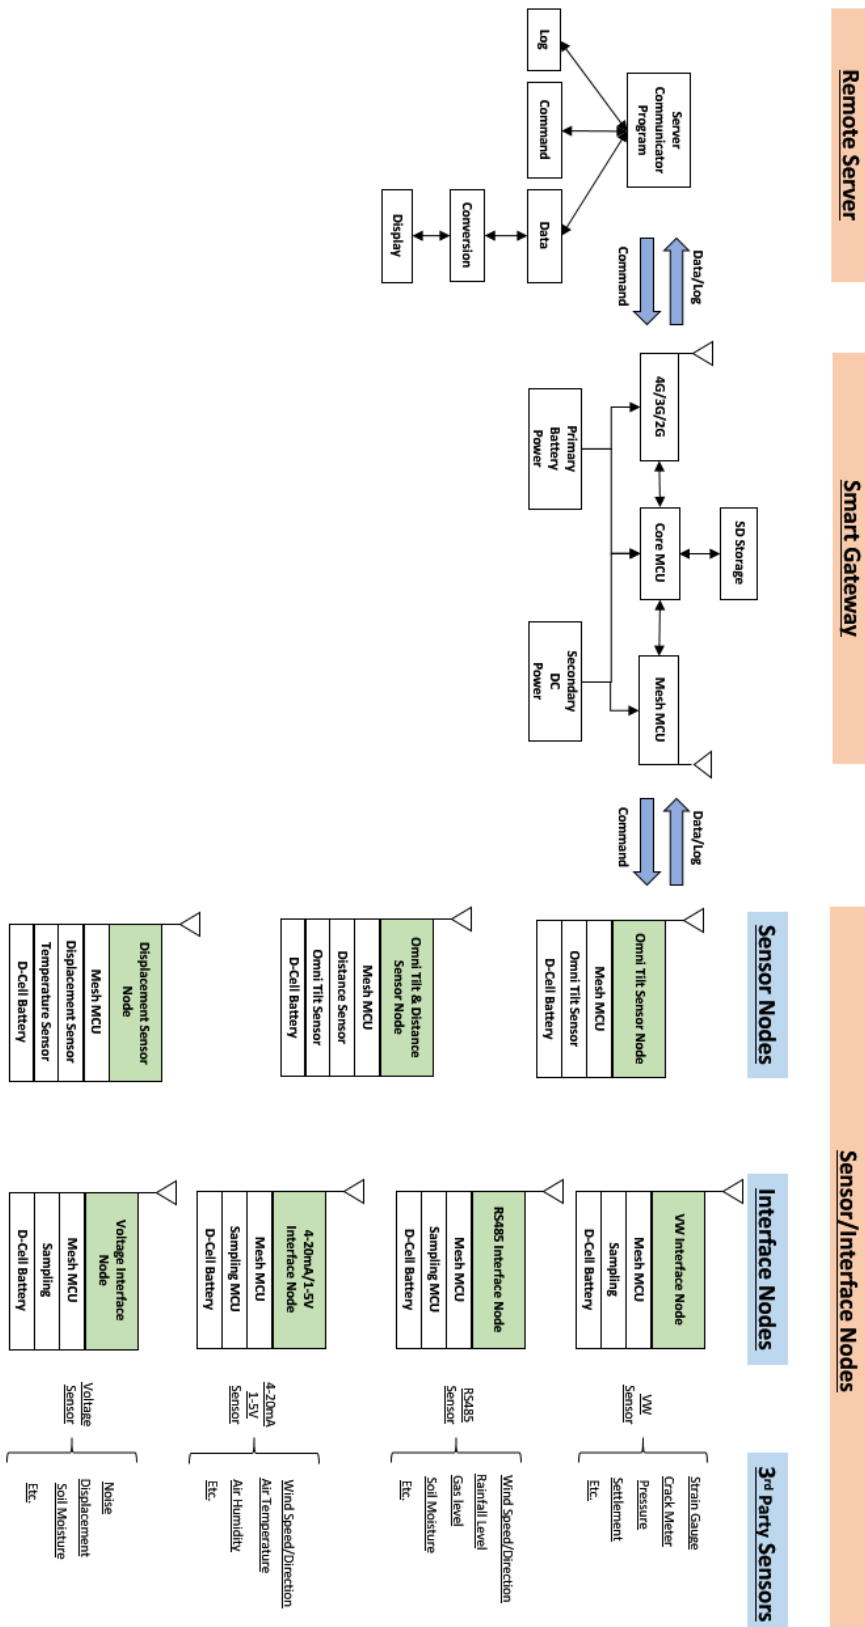 Remote Server
Server
Communicator
Program
Log
Command
Data
Conversion
Display
Data/Log
Command
Smart Gateway
SD Storage
4G/3G/2G
Core MCU
Mesh MCU
Primary
Battery
Power
Secondary
DC
Power
Data/Log
Command
Sensor/Interface Nodes
Sensor Nodes
Omni Tilt Sensor Node
Mesh MCU
Omni Tilt Sensor
D-Cell Battery
Omni Tilt & Distance
Sensor Node
Mesh MCU
Distance Sensor
Omni Tilt Sensor
D-Cell Battery
Displacement Sensor
Node
Mesh MCU
Displacement Sensor
Temperature Sensor
D-Cell Battery
Interface Nodes
VW Interface Node
Mesh MCU
Sampling
D-Cell Battery
RS485 Interface Node
Mesh MCU
Sampling MCU
D-Cell Battery
4-20mA/1-5V
Interface Node
Mesh MCU
Sampling MCU
D-Cell Battery
Voltage Interface
Node
Mesh MCU
Sampling
D-Cell Battery
3rd Party Sensors
VW
Sensor
Strain Gauge
Crack Meter
Pressure
Settlement
Etc.
RS485
Sensor
Wind Speed/Direction
Rainfall Level
Gas level
Soil Moisture
Etc.
4-20mA
1-5V
Sensor
Wind Speed/Direction
Air Temperature
Air Humidity
Etc.
Voltage
Sensor
Noise
Displacement
Soil Moisture
Etc.